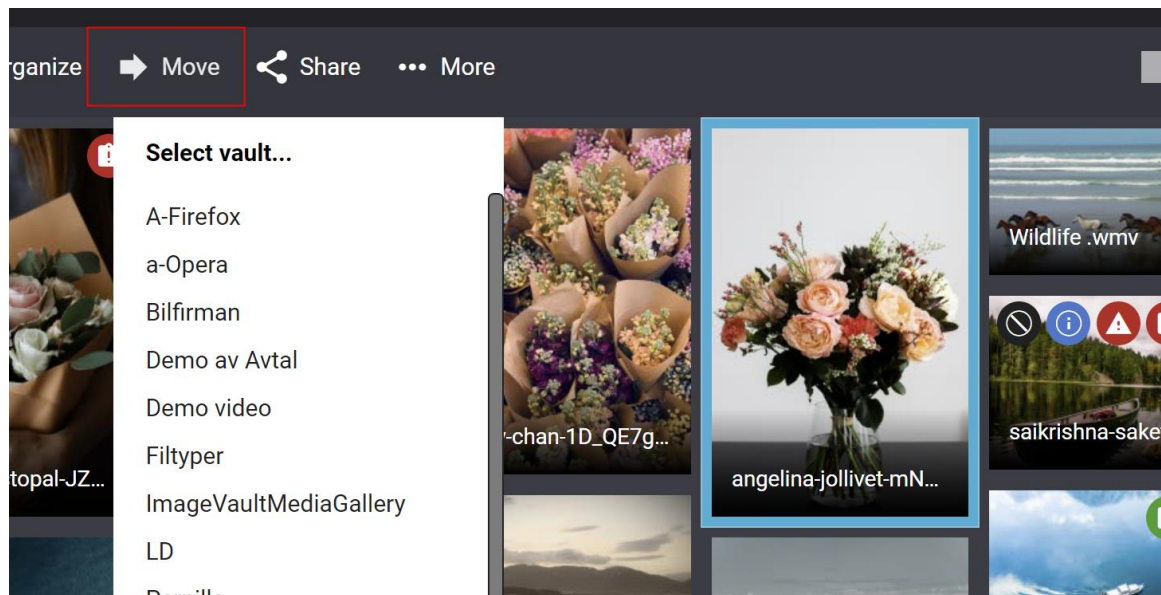 rganize Move Share More
Select vault...
A-Firefox
a-Opera
Bilfirman
Demo av Avtal
Demo video
Filtyper
ImageVaultMediaGallery
LD
topal-JZ...
-chan-1D_QE7g...
angelina-jollivet-mN...
Wildlife .wmv
saikrishna-sake